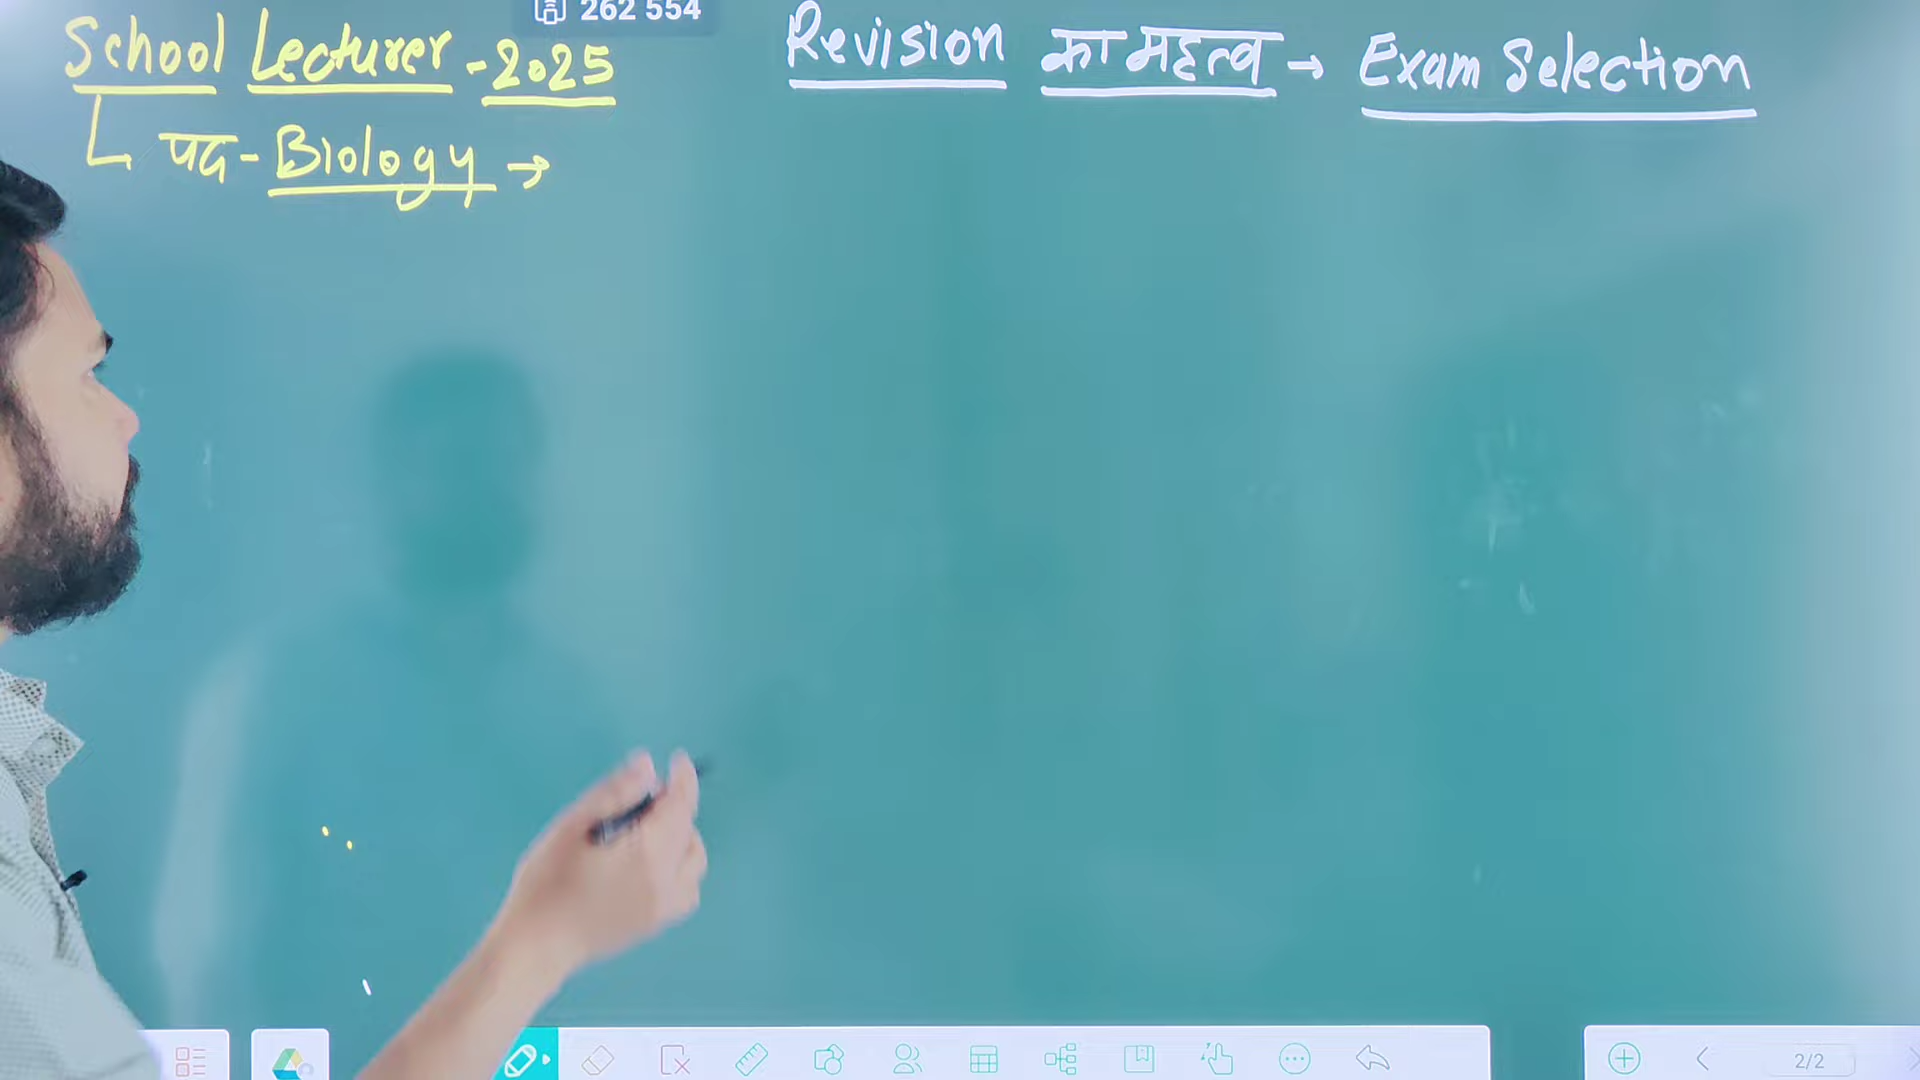 262 554
School Lecturer - 2025
पद - Biology →
Revision का महत्व → Exam Selection
2/2